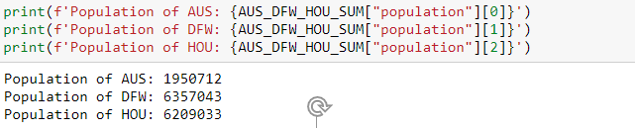 print(f'Population of AUS: {AUS_DFW_HOU_SUM["population"][0]}')
print(f'Population of DFW: {AUS_DFW_HOU_SUM["population"][1]}')
print(f'Population of HOU: {AUS_DFW_HOU_SUM["population"][2]}')
Population of AUS: 1950712
Population of DFW: 6357043
Population of HOU: 6209033